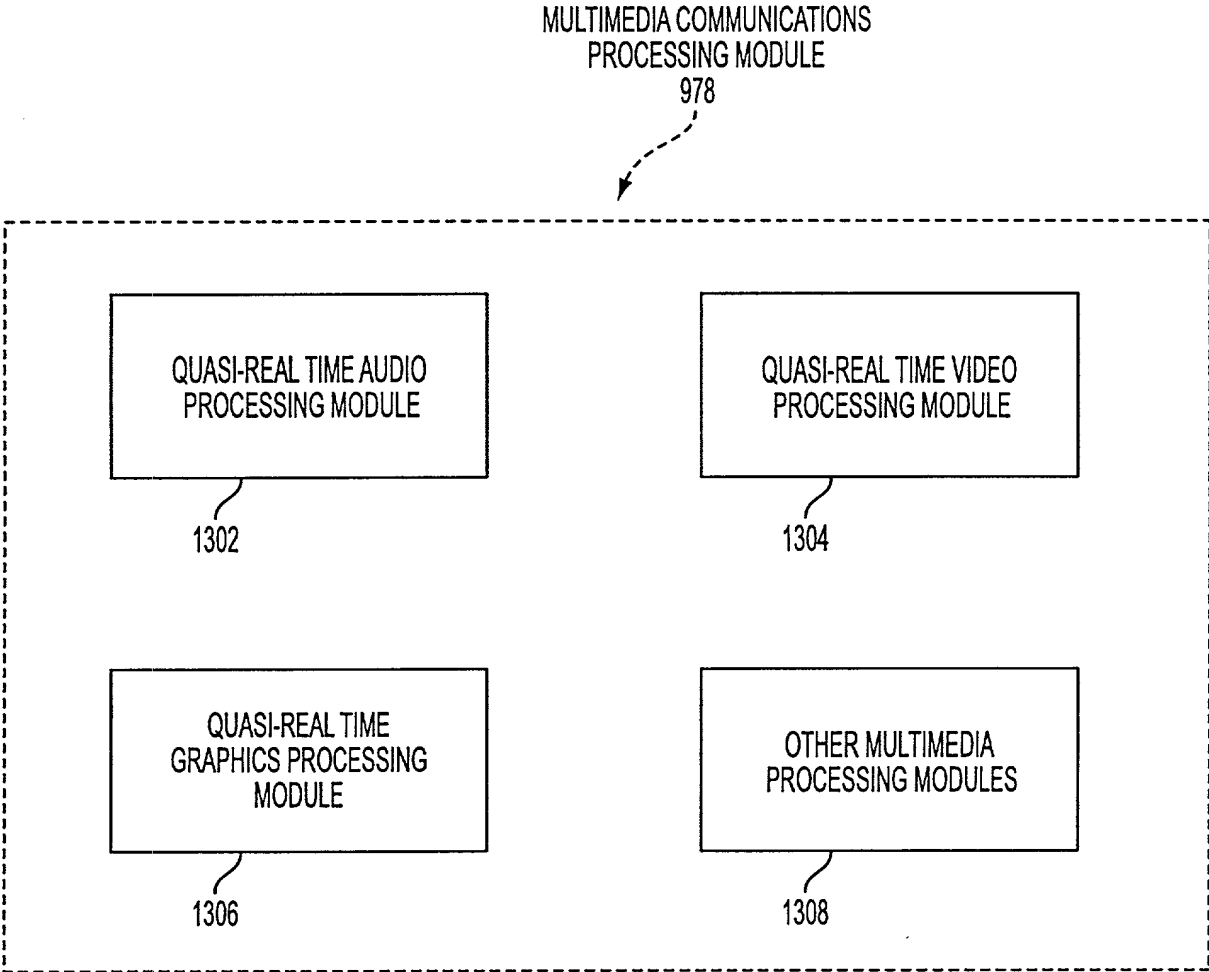 MULTIMEDIA COMMUNICATIONS
PROCESSING MODULE
978
QUASI-REAL TIME AUDIO
PROCESSING MODULE
1302
QUASI-REAL TIME VIDEO
PROCESSING MODULE
1304
QUASI-REAL TIME
GRAPHICS PROCESSING
MODULE
1306
OTHER MULTIMEDIA
PROCESSING MODULES
1308